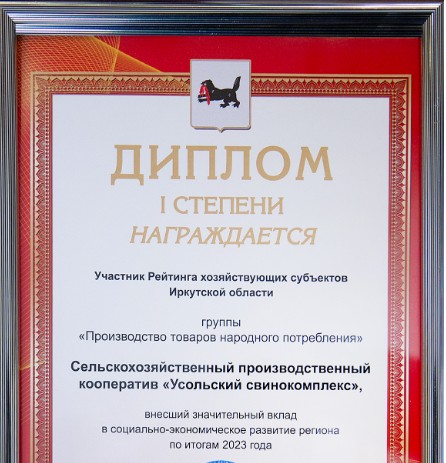 ДИПЛОМ
I СТЕПЕНИ
НАГРАЖДАЕТСЯ
Участник Рейтинга хозяйствующих субъектов
Иркутской области
группы
«Производство товаров народного потребления»
Сельскохозяйственный производственный
кооператив «Усольский свинокомплекс»,
внесший значительный вклад
в социально-экономическое развитие региона
по итогам 2023 года